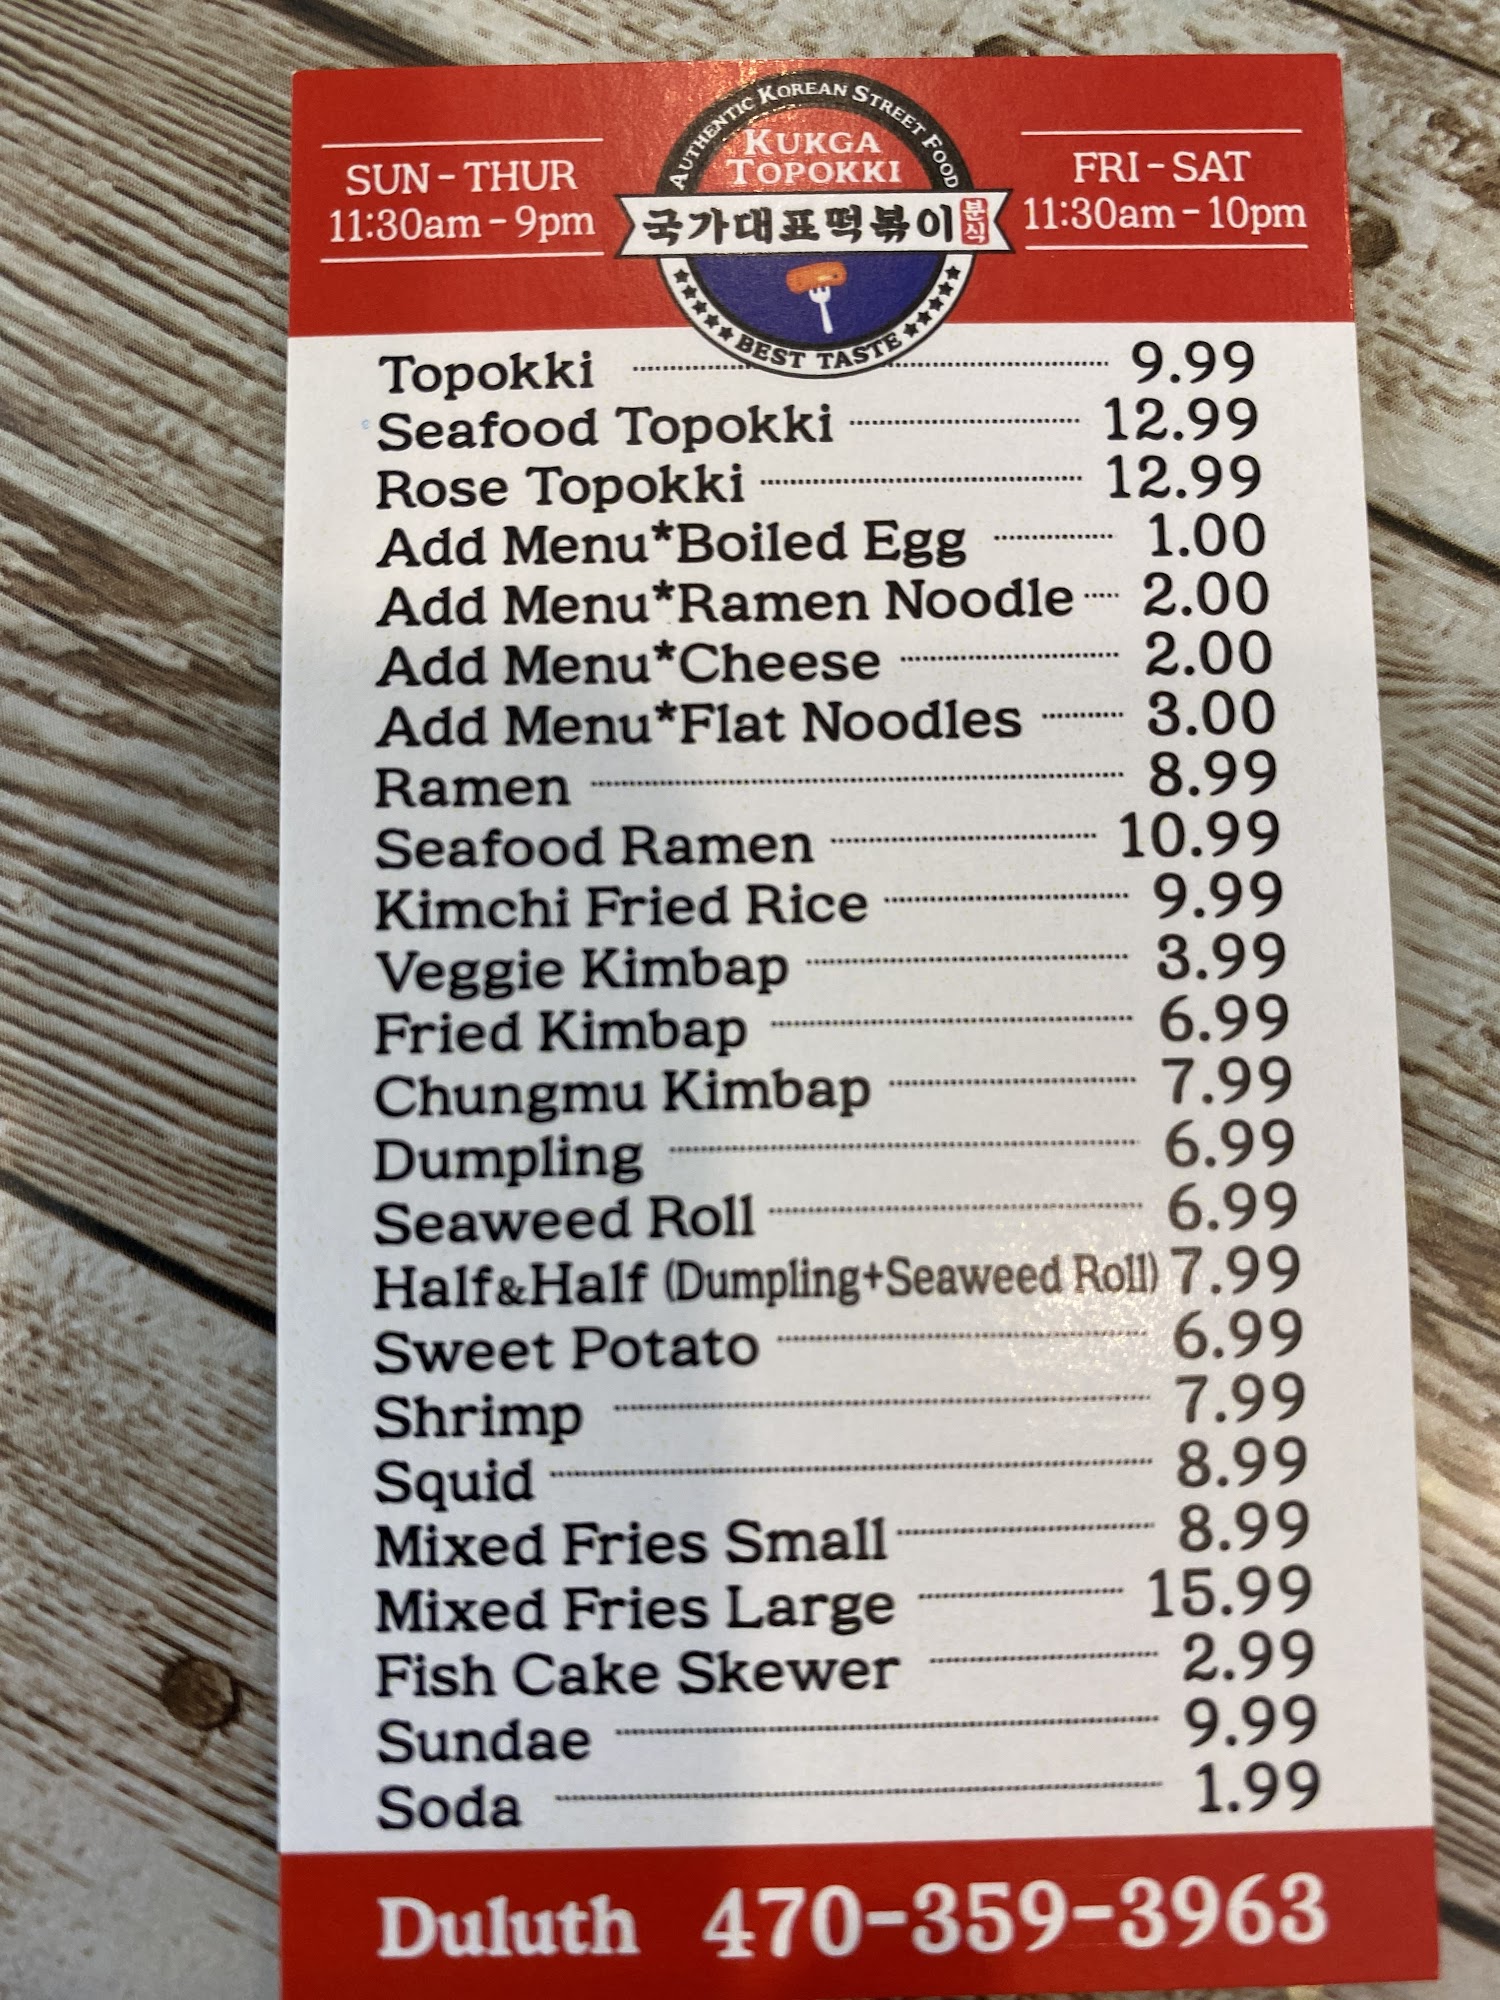 SUN - THUR
11:30am - 9pm
AUTHENTIC KOREAN STREET FOOD
KUKGA
TOPOKKI
국가대표떡볶이 분식
BEST TASTE
FRI - SAT
11:30am - 10pm
Topokki 9.99
Seafood Topokki 12.99
Rose Topokki 12.99
Add Menu*Boiled Egg 1.00
Add Menu*Ramen Noodle 2.00
Add Menu*Cheese 2.00
Add Menu*Flat Noodles 3.00
Ramen 8.99
Seafood Ramen 10.99
Kimchi Fried Rice 9.99
Veggie Kimbap 3.99
Fried Kimbap 6.99
Chungmu Kimbap 7.99
Dumpling 6.99
Seaweed Roll 6.99
Half&Half (Dumpling+Seaweed Roll) 7.99
Sweet Potato 6.99
Shrimp 7.99
Squid 8.99
Mixed Fries Small 8.99
Mixed Fries Large 15.99
Fish Cake Skewer 2.99
Sundae 9.99
Soda 1.99
Duluth 470-359-3963